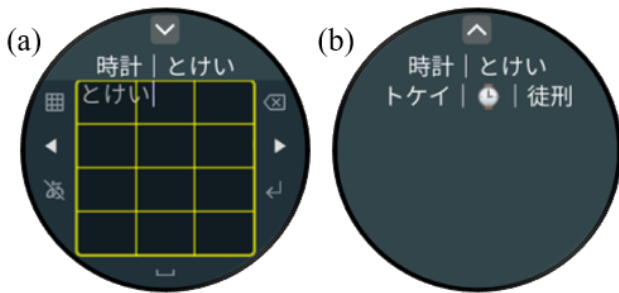 (a)
時計 | とけい
とけい
(b)
時計 | とけい
トケイ | ⌚ | 徒刑